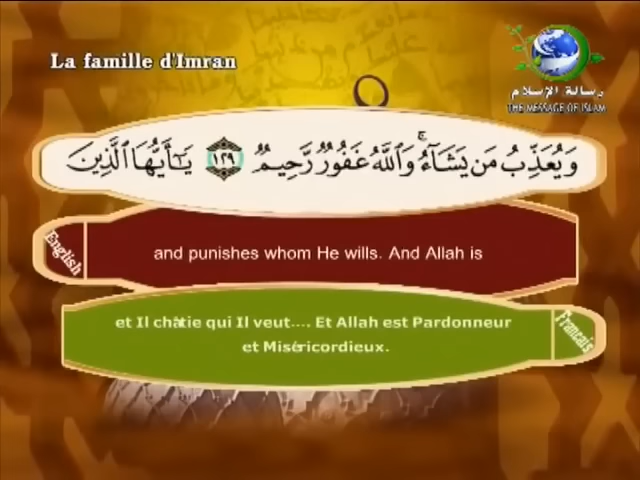 La famille d'Imran
رسالة الإسلام
THE MESSAGE OF ISLAM
وَيُعَذِّبُ مَن يَشَآءُ ۚ وَٱللَّهُ غَفُورٌ رَّحِيمٌ ١٢٩ يَـٰٓأَيُّهَا ٱلَّذِينَ
English
and punishes whom He wills. And Allah is
et Il châtie qui Il veut.... Et Allah est Pardonneur
et Miséricordieux.
Francais